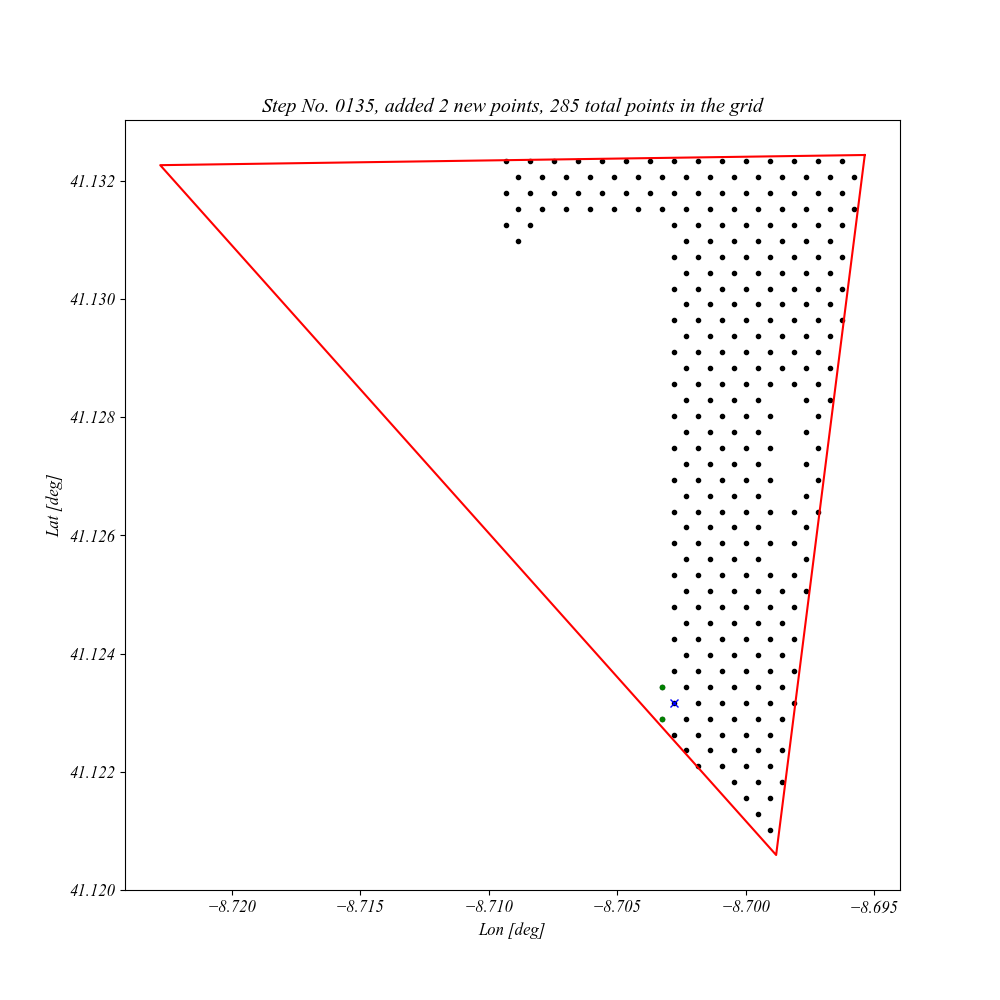 Step No. 0135, added 2 new points, 285 total points in the grid
41.132
41.130
41.128
41.126
41.124
41.122
41.120
Lat [deg]
−8.720 −8.715 −8.710 −8.705 −8.700 −8.695
Lon [deg]